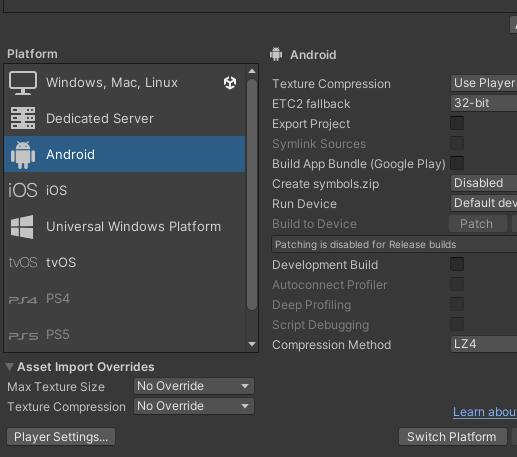 Platform
Windows, Mac, Linux
Dedicated Server
Android
iOS iOS
Universal Windows Platform
tvOS tvOS
PS4 PS4
PS5 PS5
Asset Import Overrides
Max Texture Size No Override
Texture Compression No Override
Player Settings...
Android
Texture Compression Use Player
ETC2 fallback 32-bit
Export Project
Symlink Sources
Build App Bundle (Google Play)
Create symbols.zip Disabled
Run Device Default dev
Build to Device Patch
Patching is disabled for Release builds
Development Build
Autoconnect Profiler
Deep Profiling
Script Debugging
Compression Method LZ4
Learn abou
Switch Platform